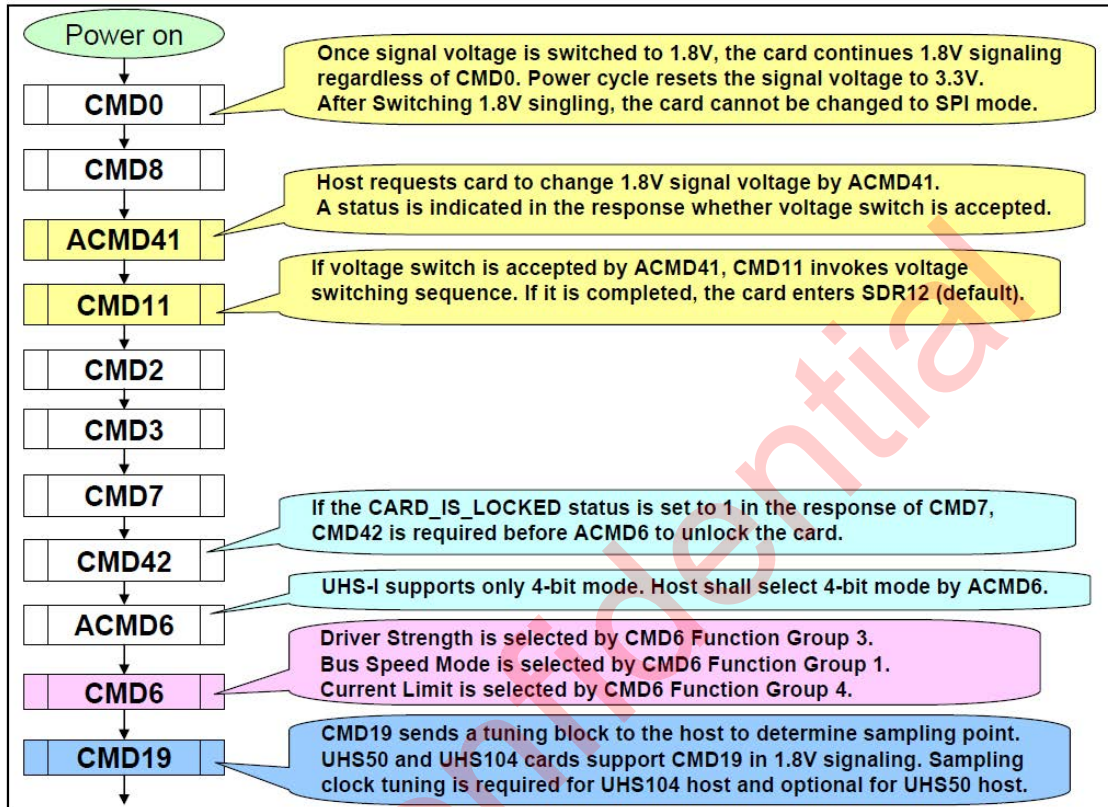 Power on
Once signal voltage is switched to 1.8V, the card continues 1.8V signaling
regardless of CMD0. Power cycle resets the signal voltage to 3.3V.
After Switching 1.8V singling, the card cannot be changed to SPI mode.
CMD0
CMD8
Host requests card to change 1.8V signal voltage by ACMD41.
A status is indicated in the response whether voltage switch is accepted.
ACMD41
If voltage switch is accepted by ACMD41, CMD11 invokes voltage
switching sequence. If it is completed, the card enters SDR12 (default).
CMD11
CMD2
CMD3
CMD7
If the CARD_IS_LOCKED status is set to 1 in the response of CMD7,
CMD42 is required before ACMD6 to unlock the card.
CMD42
UHS-I supports only 4-bit mode. Host shall select 4-bit mode by ACMD6.
ACMD6
Driver Strength is selected by CMD6 Function Group 3.
Bus Speed Mode is selected by CMD6 Function Group 1.
Current Limit is selected by CMD6 Function Group 4.
CMD6
CMD19 sends a tuning block to the host to determine sampling point.
UHS50 and UHS104 cards support CMD19 in 1.8V signaling. Sampling
clock tuning is required for UHS104 host and optional for UHS50 host.
CMD19
nfidential